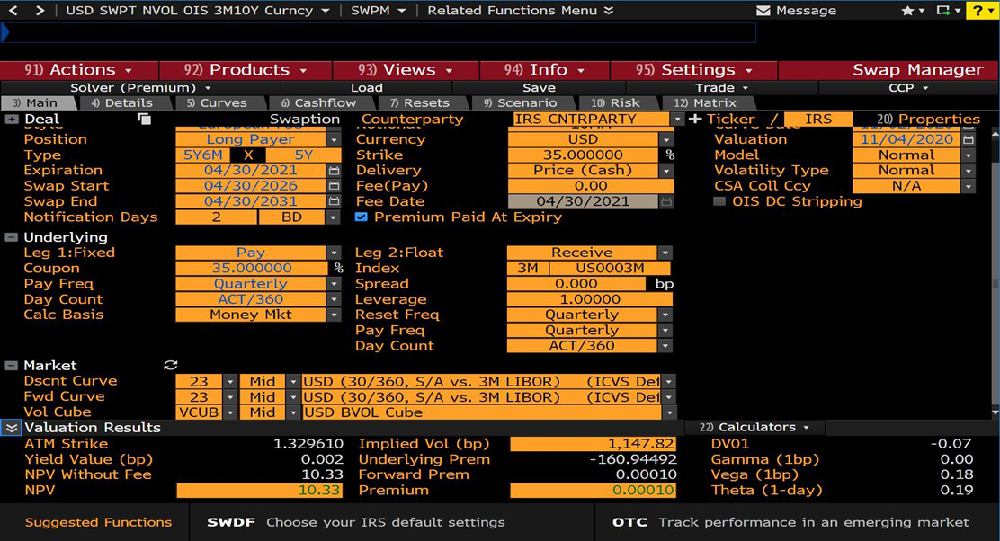 < > USD SWPT NVOL OIS 3M10Y Curncy SWPM Related Functions Menu Message ?
91) Actions 92) Products 93) Views 94) Info 95) Settings Swap Manager
Solver (Premium) Load Save Trade CCP
3) Main 4) Details 5) Curves 6) Cashflow 7) Resets 9) Scenario 10) Risk 12) Matrix
Deal Swaption Counterparty IRS CNTRPARTY Ticker / IRS 20) Properties
Position Long Payer Currency USD Valuation 11/04/2020
Type 5Y6M X 5Y Strike 35.000000 % Model Normal
Expiration 04/30/2021 Delivery Price (Cash) Volatility Type Normal
Swap Start 04/30/2026 Fee(Pay) 0.00 CSA Coll Ccy N/A
Swap End 04/30/2031 Fee Date 04/30/2021 OIS DC Stripping
Notification Days 2 BD Premium Paid At Expiry
Underlying
Leg 1:Fixed Pay Leg 2:Float Receive
Coupon 35.000000 % Index 3M US0003M
Pay Freq Quarterly Spread 0.000 bp
Day Count ACT/360 Leverage 1.00000
Calc Basis Money Mkt Reset Freq Quarterly
Pay Freq Quarterly
Day Count ACT/360
Market
Dscnt Curve 23 Mid USD (30/360, S/A vs. 3M LIBOR) (ICVS Def
Fwd Curve 23 Mid USD (30/360, S/A vs. 3M LIBOR) (ICVS Def
Vol Cube VCUB Mid USD BVOL Cube
Valuation Results 22) Calculators
ATM Strike 1.329610 Implied Vol (bp) 1,147.82 DV01 -0.07
Yield Value (bp) 0.002 Underlying Prem -160.94492 Gamma (1bp) 0.00
NPV Without Fee 10.33 Forward Prem 0.00010 Vega (1bp) 0.18
NPV 10.33 Premium 0.00010 Theta (1-day) 0.19
Suggested Functions SWDF Choose your IRS default settings OTC Track performance in an emerging market